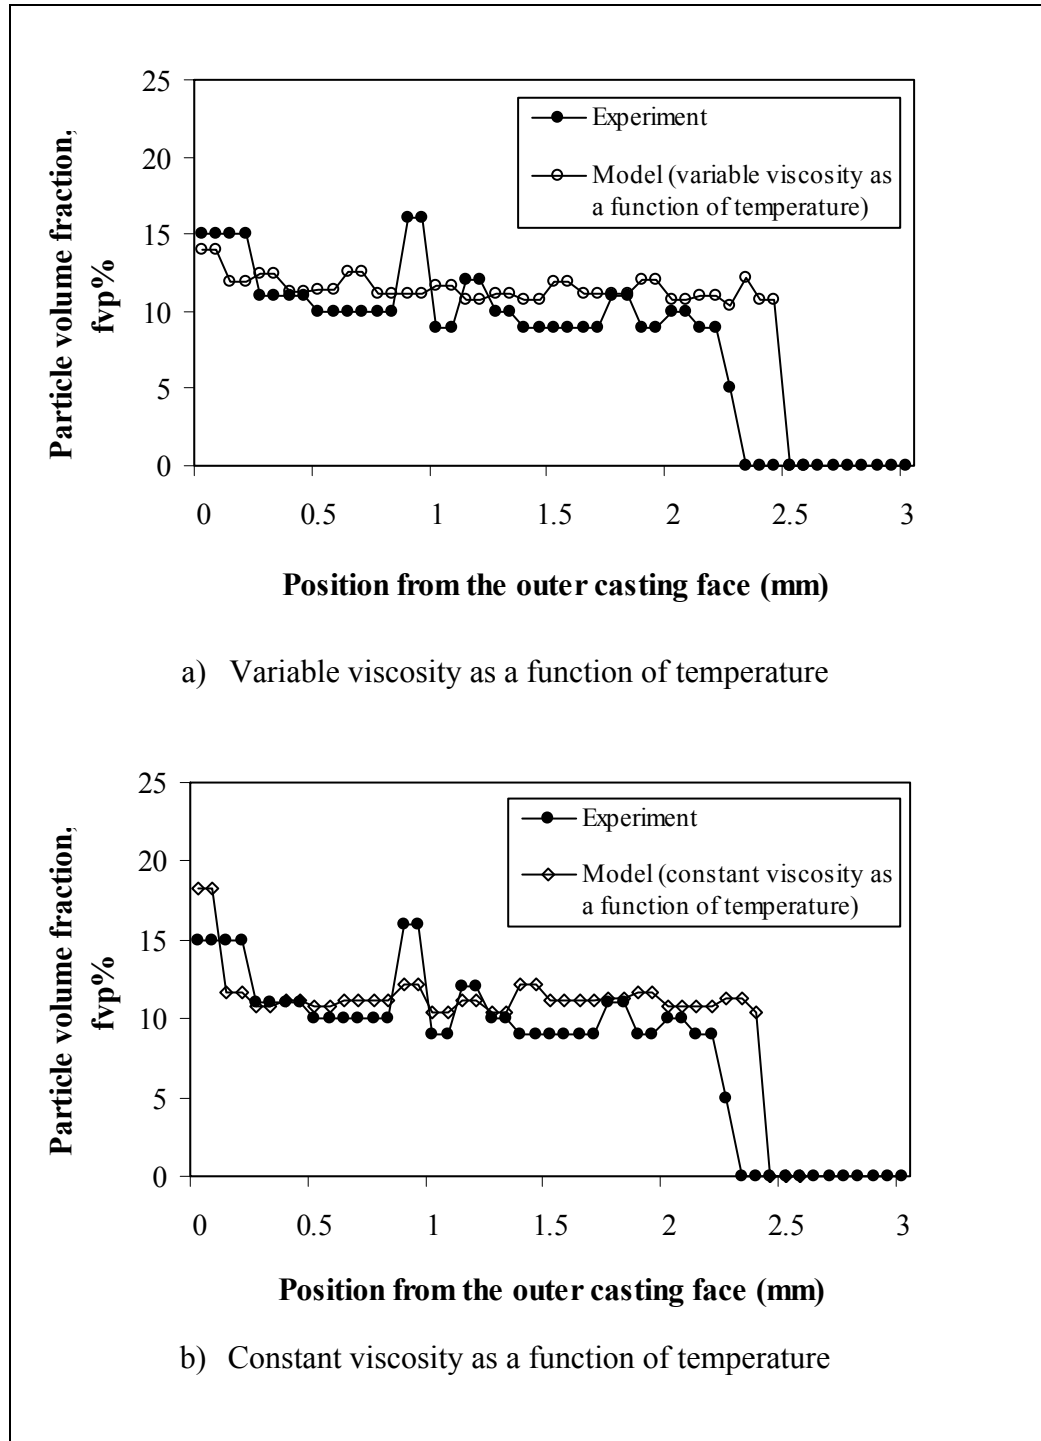 25
20
15
10
5
0
Particle volume fraction,
fvp%
Experiment
Model (variable viscosity as
a function of temperature)
0 0.5 1 1.5 2 2.5 3
Position from the outer casting face (mm)
a) Variable viscosity as a function of temperature
25
20
15
10
5
0
Particle volume fraction,
fvp%
Experiment
Model (constant viscosity as
a function of temperature)
0 0.5 1 1.5 2 2.5 3
Position from the outer casting face (mm)
b) Constant viscosity as a function of temperature